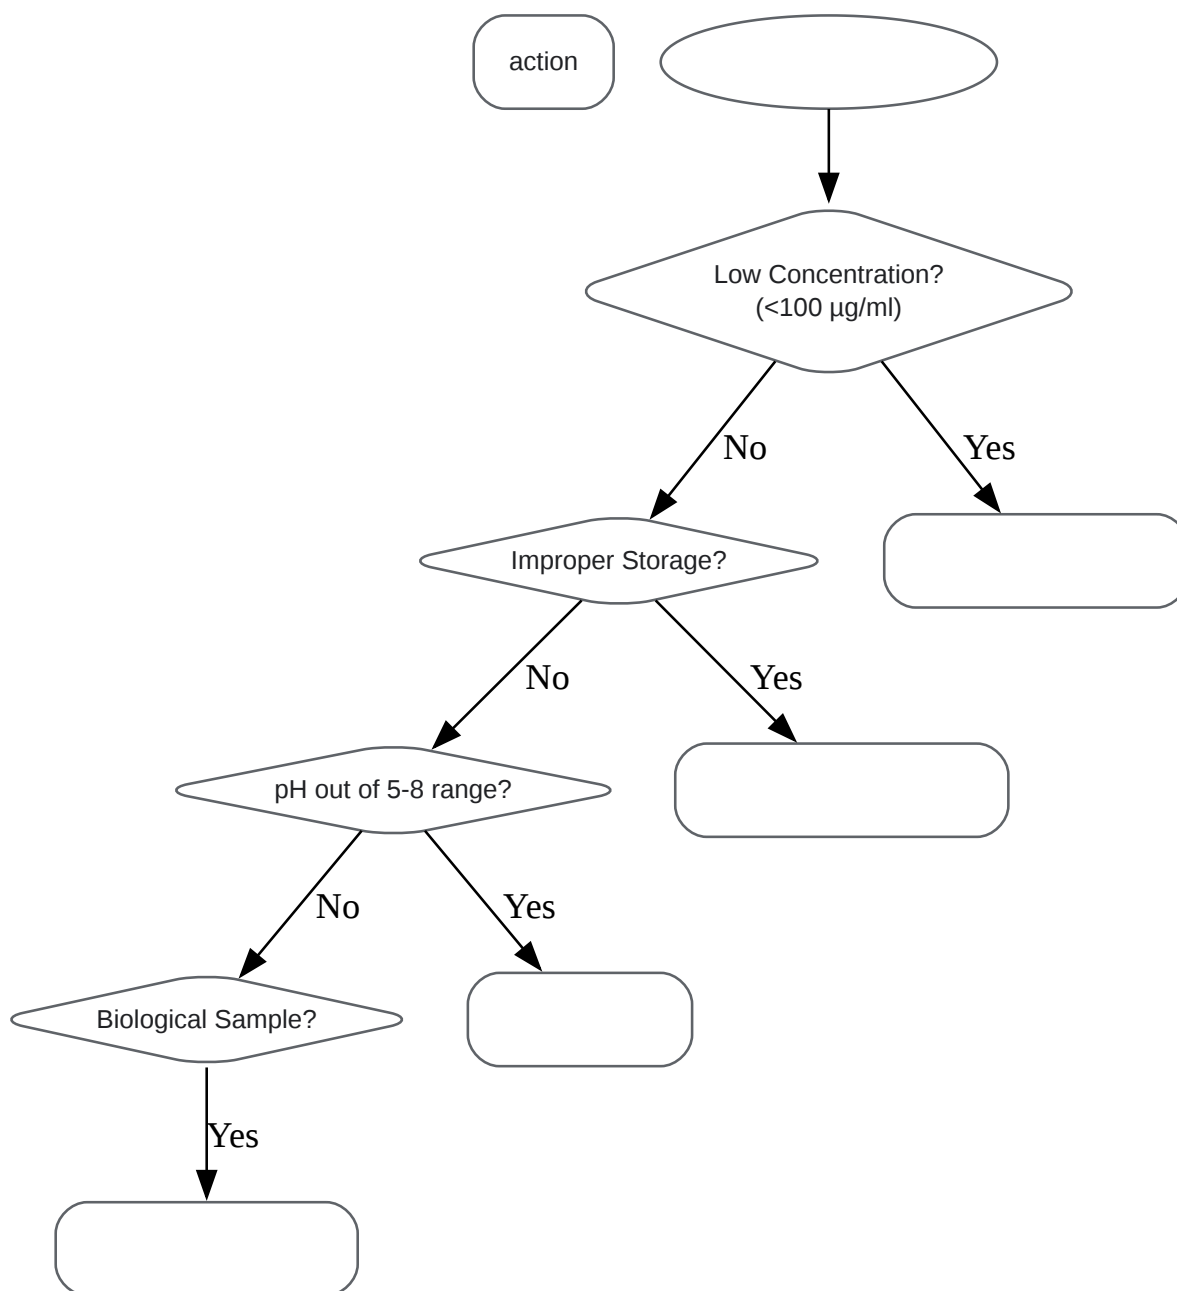 action
Low Concentration?
(<100 µg/ml)
No
Yes
Improper Storage?
No
Yes
pH out of 5-8 range?
No
Yes
Biological Sample?
Yes